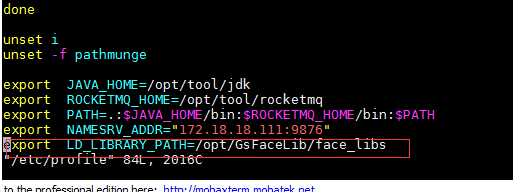 done
unset i
unset -f pathmunge
export  JAVA_HOME=/opt/tool/jdk
export  ROCKETMQ_HOME=/opt/tool/rocketmq
export  PATH=.:$JAVA_HOME/bin:$ROCKETMQ_HOME/bin:$PATH
export  NAMESRV_ADDR="172.18.18.111:9876"
export  LD_LIBRARY_PATH=/opt/GsFaceLib/face_libs
"/etc/profile" 84L, 2016C
to the professional edition here:  http://mobaxterm.mobatek.net